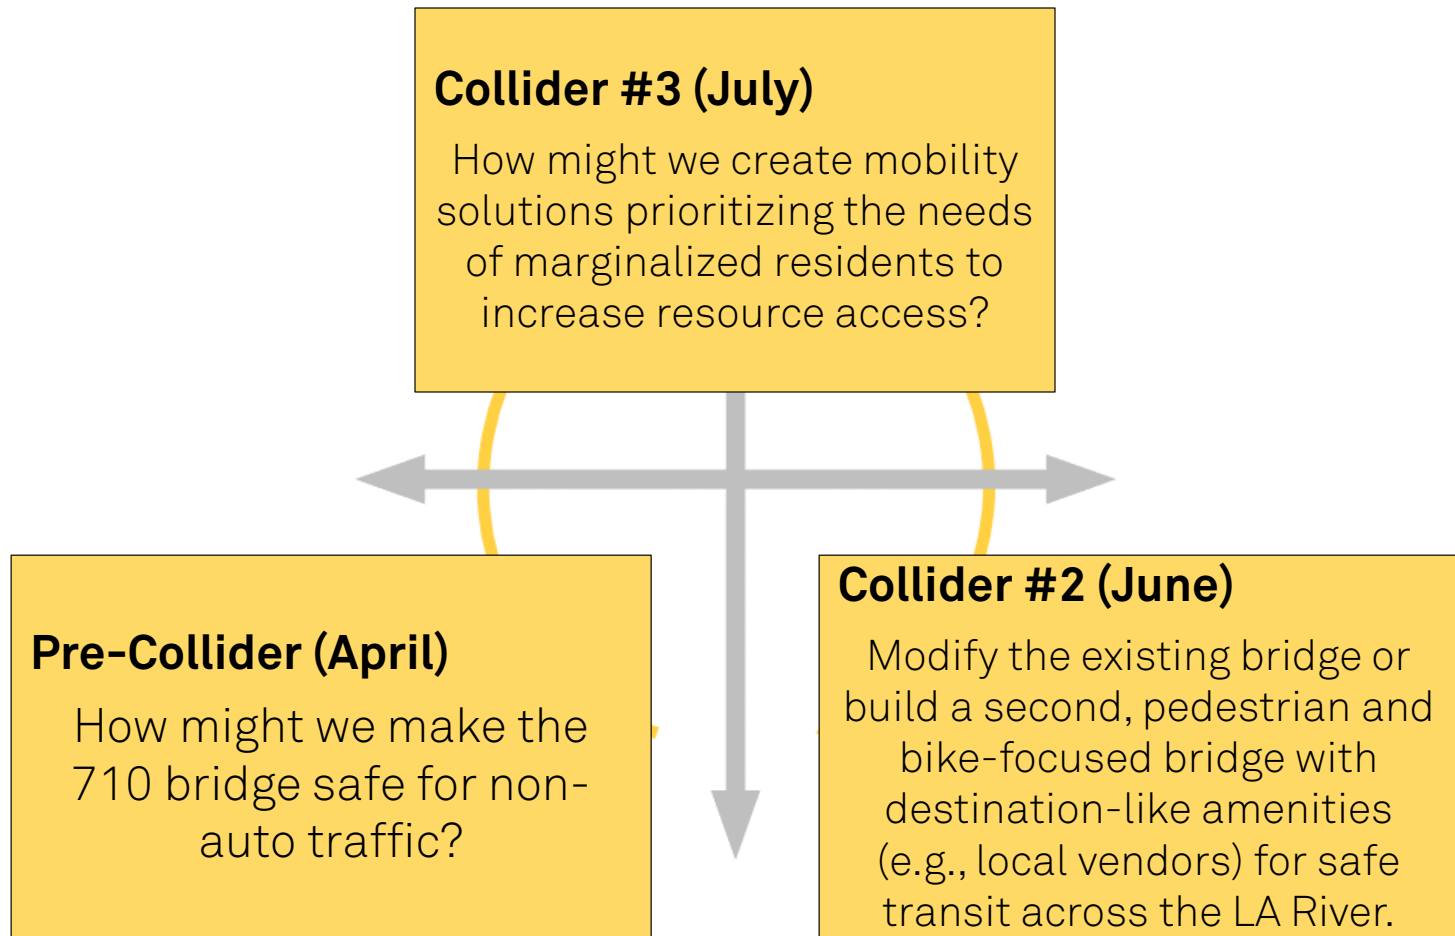 Collider #3 (July)
How might we create mobility
solutions prioritizing the needs
of marginalized residents to
increase resource access?
Pre-Collider (April)
How might we make the
710 bridge safe for non-
auto traffic?
Collider #2 (June)
Modify the existing bridge or
build a second, pedestrian and
bike-focused bridge with
destination-like amenities
(e.g., local vendors) for safe
transit across the LA River.